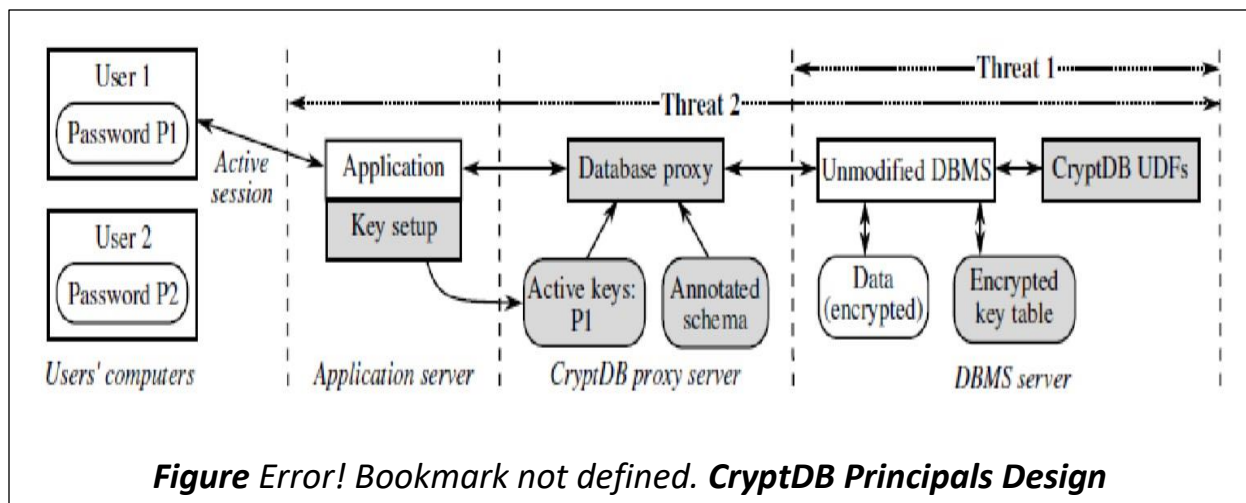 User 1
Password P1
Active
session
User 2
Password P2
Users' computers
Application
Key setup
Application server
Threat 2
Database proxy
Active keys:
P1
Annotated
schema
CryptDB proxy server
Threat 1
Unmodified DBMS
CryptDB UDFs
Data
(encrypted)
Encrypted
key table
DBMS server
Figure Error! Bookmark not defined. CryptDB Principals Design